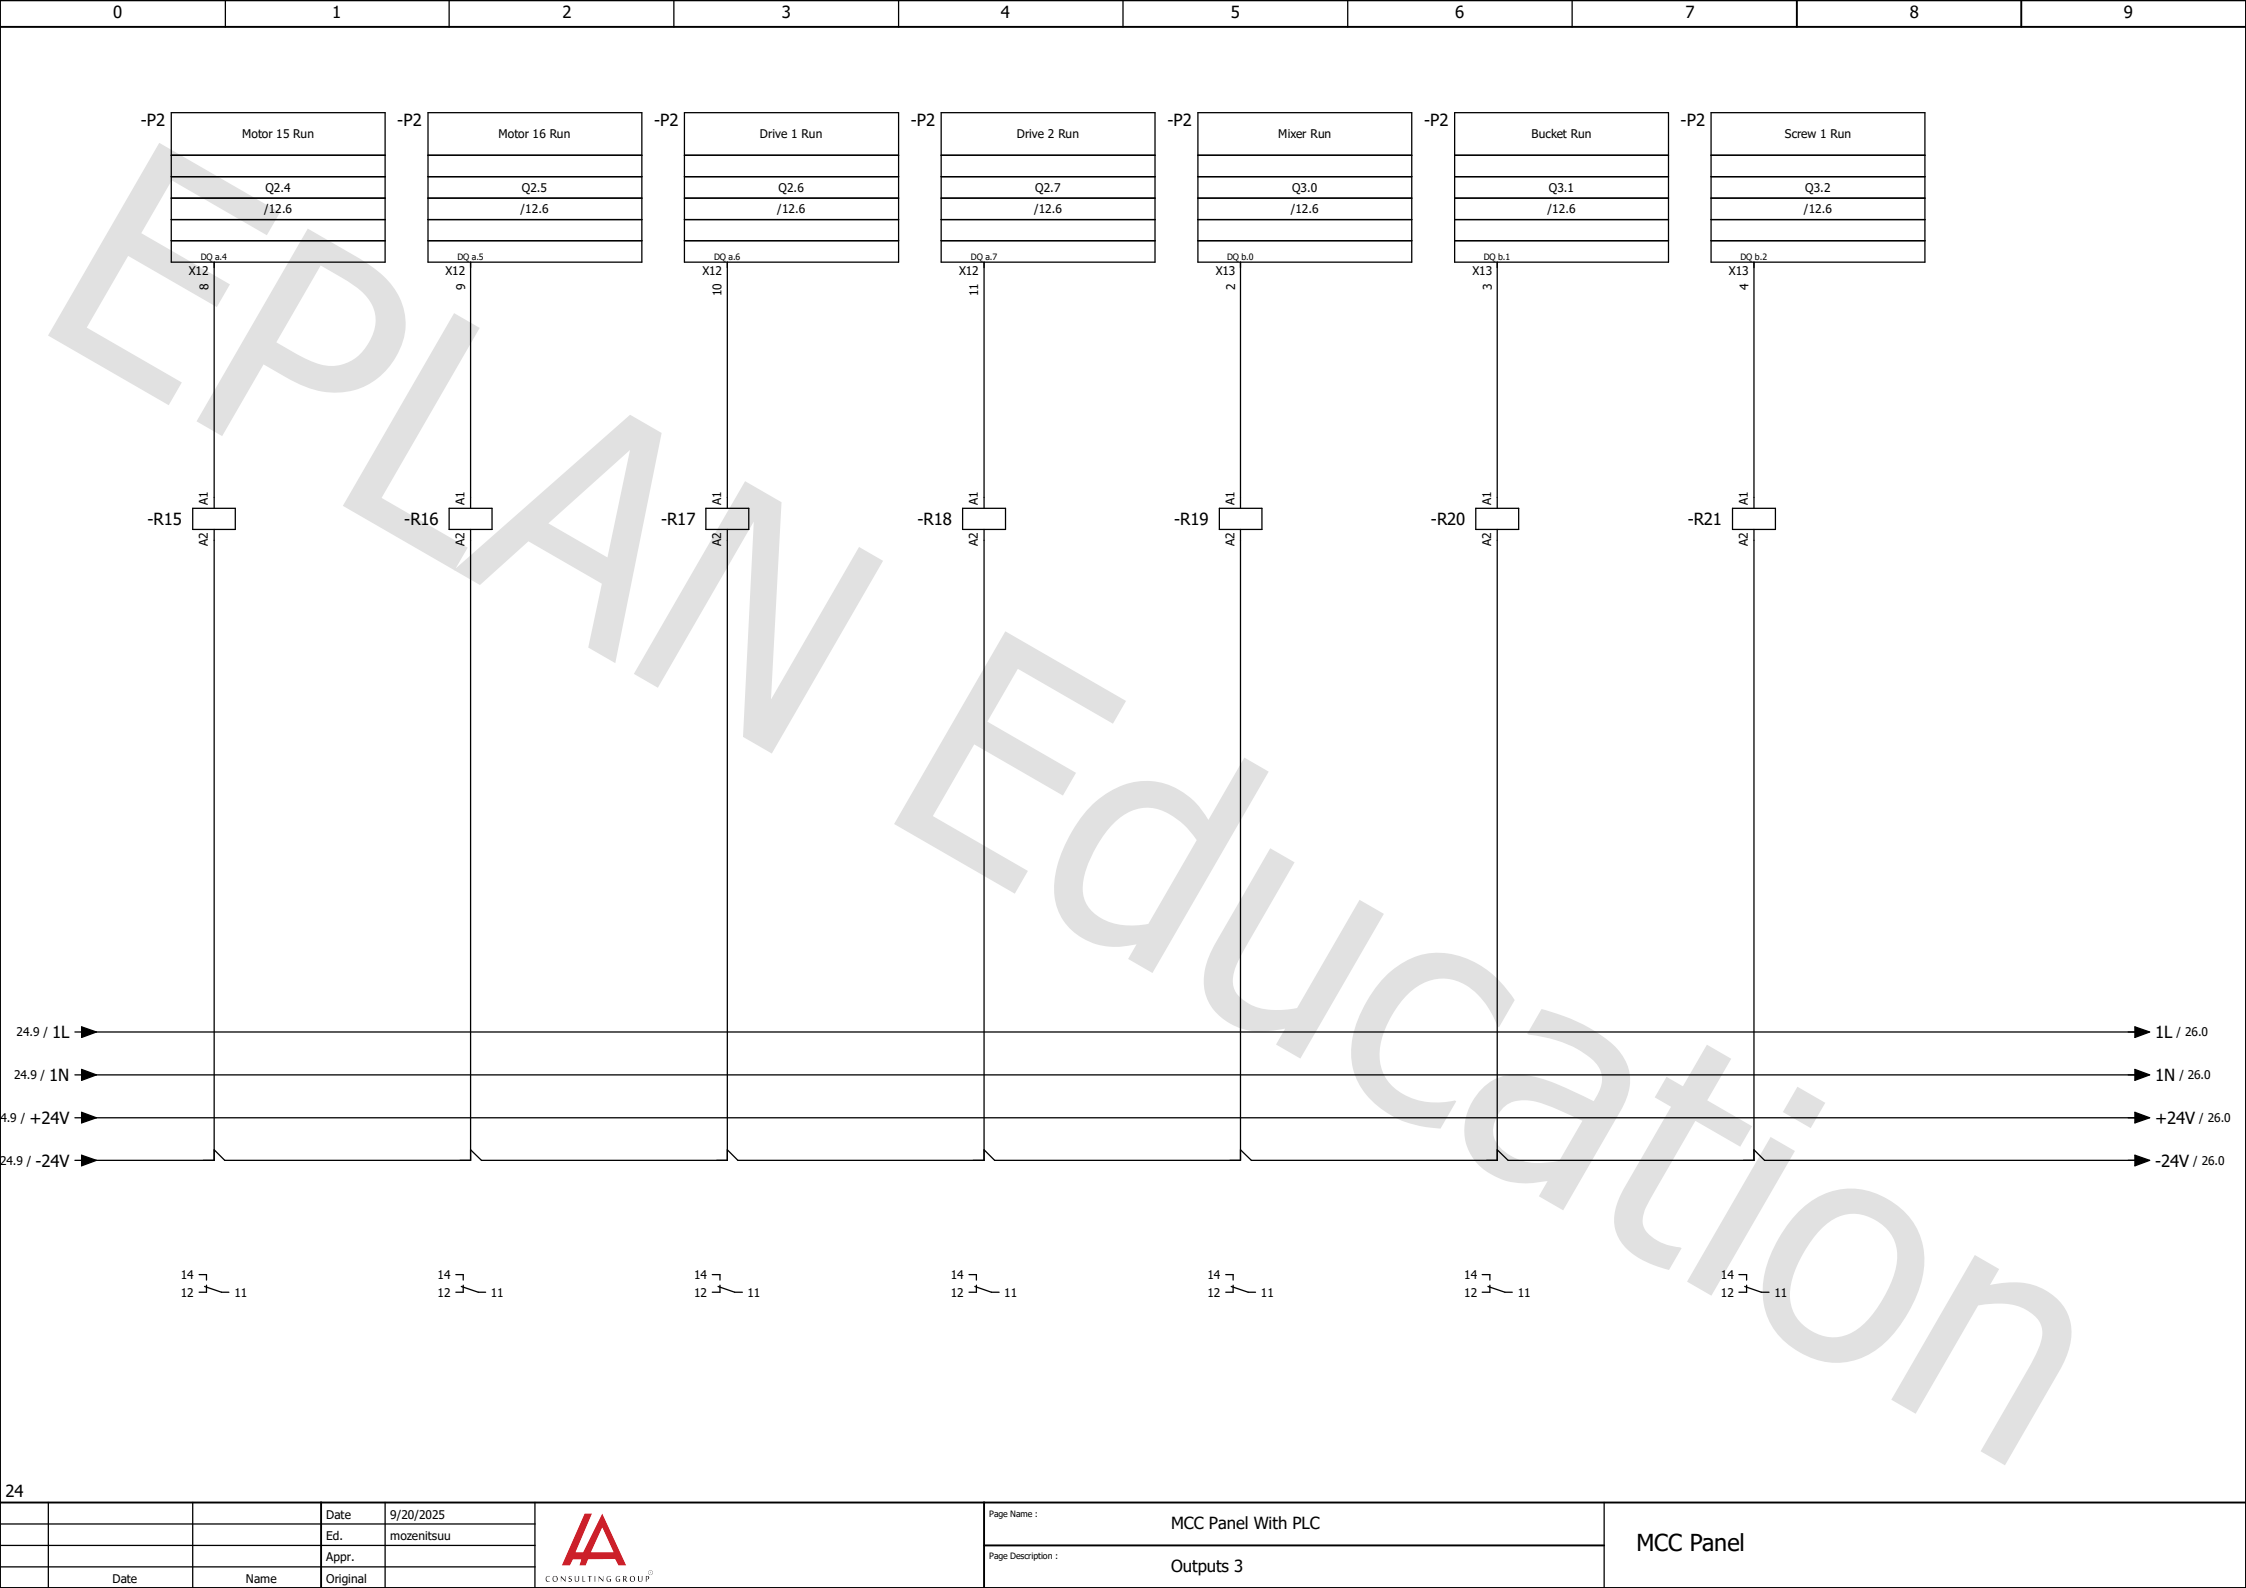 0 1 2 3 4 5 6 7 8 9
-P2 -P2 -P2 -P2 -P2 -P2 -P2
Motor 15 Run Motor 16 Run Drive 1 Run Drive 2 Run Mixer Run Bucket Run Screw 1 Run
Q2.4 Q2.5 Q2.6 Q2.7 Q3.0 Q3.1 Q3.2
/12.6 /12.6 /12.6 /12.6 /12.6 /12.6 /12.6
DQ a.4 DQ a.5 DQ a.6 DQ a.7 DQ b.0 DQ b.1 DQ b.2
X12 X12 X12 X12 X13 X13 X13
8 9 10 11 2 3 4
A1 A1 A1 A1 A1 A1 A1
-R15 -R16 -R17 -R18 -R19 -R20 -R21
A2 A2 A2 A2 A2 A2 A2
EPLAN Education
24.9 / 1L 1L / 26.0
24.9 / 1N 1N / 26.0
4.9 / +24V +24V / 26.0
24.9 / -24V -24V / 26.0
14 14 14 14 14 14 14
12 11 12 11 12 11 12 11 12 11 12 11 12 11
24
Date 9/20/2025
Ed. mozenitsuu
Appr.
Date Name Original
CONSULTING GROUP
Page Name : MCC Panel With PLC
Page Description : Outputs 3
MCC Panel